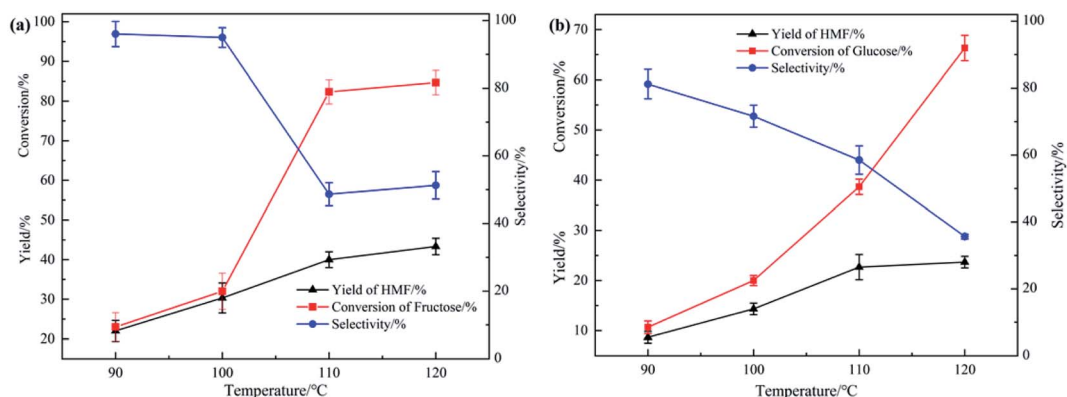 (a)
100
90
80
70
60
50
40
30
20
Conversion/%
Yield/%
100
80
60
40
20
0
Selectivity/%
Yield of HMF/%
Conversion of Fructose/%
Selectivity/%
90 100 110 120
Temperature/°C
(b)
70
60
50
40
30
20
10
Conversion/%
Yield/%
Yield of HMF/%
Conversion of Glucose/%
Selectivity/%
100
80
60
40
20
0
Selectivity/%
90 100 110 120
Temperature/°C